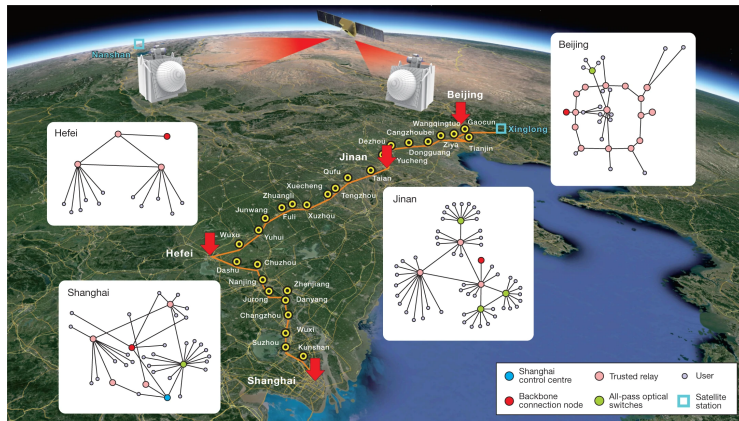 Nanshan
Beijing
Beijing
Wangqingtuo
Gaocun
Xinglong
Cangzhoubei
Dezhou
Ziya
Tianjin
Dongguang
Hefei
Jinan
Yucheng
Qufu
Taian
Xuecheng
Tengzhou
Zhuangli
Jinan
Junwang
Fuli
Xuzhou
Wuxu
Yuhui
Hefei
Chuzhou
Dashu
Shanghai
Nanjing
Zhenjiang
Jurong
Danyang
Changzhou
Wuxi
Suzhou
Kunshan
Shanghai
Shanghai
control centre
Trusted relay
User
Backbone
connection node
All-pass optical
switches
Satellite
station